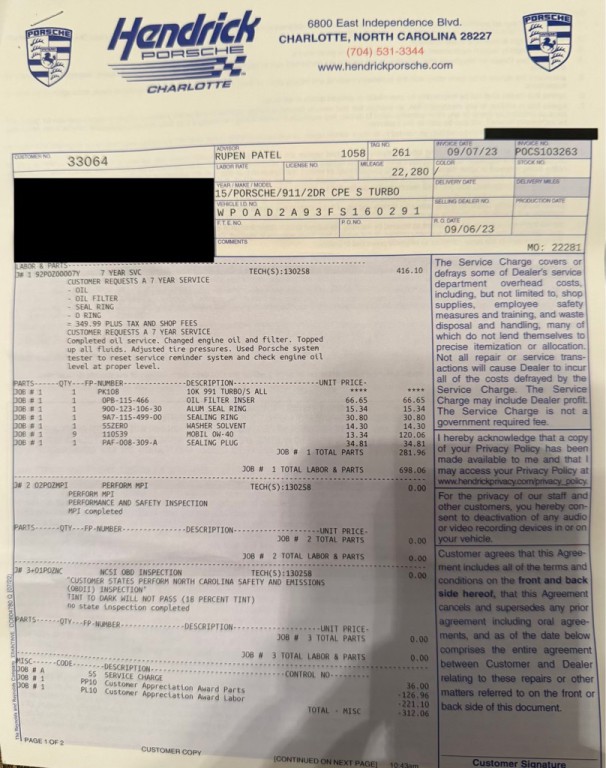 PORSCHE
Hendrick
PORSCHE
CHARLOTTE
6800 East Independence Blvd.
CHARLOTTE, NORTH CAROLINA 28227
(704) 531-3344
www.hendrickporsche.com
PORSCHE
CUSTOMER NO. 33064
ADVISOR RUPEN PATEL 1058
TAG NO. 261
INVOICE DATE 09/07/23
INVOICE NO. POCS103263
LABOR RATE
LICENSE NO.
MILEAGE 22,280 /
COLOR
STOCK NO.
YEAR / MAKE / MODEL
15/PORSCHE/911/2DR CPE S TURBO
DELIVERY DATE
DELIVERY MILES
VEHICLE I.D. NO.
W P 0 A D 2 A 9 3 F S 1 6 0 2 9 1
SELLING DEALER NO.
PRODUCTION DATE
F.T.E. NO.
P.O. NO.
R.O. DATE
09/06/23
COMMENTS
MO: 22281
LABOR & PARTS
J# 1 92POZ00007Y 7 YEAR SVC TECH(S):130258 416.10
CUSTOMER REQUESTS A 7 YEAR SERVICE
- OIL
- OIL FILTER
- SEAL RING
- O RING
= 349.99 PLUS TAX AND SHOP FEES
CUSTOMER REQUESTS A 7 YEAR SERVICE
Completed oil service. Changed engine oil and filter. Topped
up all fluids. Adjusted tire pressures. Used Porsche system
tester to reset service reminder system and check engine oil
level at proper level.
PARTS------QTY---FP-NUMBER---------------DESCRIPTION---------------UNIT PRICE-
JOB # 1 1 PK10B 10K 991 TURBO/S ALL **** ****
JOB # 1 1 OPB-115-466 OIL FILTER INSER 66.65 66.65
JOB # 1 1 900-123-106-30 ALUM SEAL RING 15.34 15.34
JOB # 1 1 9A7-115-499-00 SEALING RING 30.80 30.80
JOB # 1 1 SSZERO WASHER SOLVENT 14.30 14.30
JOB # 1 9 110539 MOBIL 0W-40 13.34 120.06
JOB # 1 1 PAF-008-309-A SEALING PLUG 34.81 34.81
JOB # 1 TOTAL PARTS 281.96
JOB # 1 TOTAL LABOR & PARTS 698.06
J# 2 02POZMPI PERFORM MPI TECH(S):130258 0.00
PERFORM MPI
PERFORMANCE AND SAFETY INSPECTION
MPI completed
PARTS------QTY---FP-NUMBER---------------DESCRIPTION---------------UNIT PRICE-
JOB # 2 TOTAL PARTS 0.00
JOB # 2 TOTAL LABOR & PARTS 0.00
J# 3+01POZNC NCSI OBD INSPECTION TECH(S):130258 0.00
"CUSTOMER STATES PERFORM NORTH CAROLINA SAFETY AND EMISSIONS
(OBDII) INSPECTION"
TINT TO DARK WILL NOT PASS (18 PERCENT TINT)
no state inspection completed
PARTS------QTY---FP-NUMBER---------------DESCRIPTION---------------UNIT PRICE-
JOB # 3 TOTAL PARTS 0.00
JOB # 3 TOTAL LABOR & PARTS 0.00
MISC------CODE--------DESCRIPTION--------------------CONTROL NO---------
JOB # A SS SERVICE CHARGE 36.00
JOB # 1 PP10 Customer Appreciation Award Parts -126.96
JOB # 1 PL10 Customer Appreciation Award Labor -221.10
TOTAL - MISC -312.06
The Service Charge covers or
defrays some of Dealer's service
department overhead costs,
including, but not limited to, shop
supplies, employee safety
measures and training, and waste
disposal and handling, many of
which do not lend themselves to
precise itemization or allocation.
Not all repair or service trans-
actions will cause Dealer to incur
all of the costs defrayed by the
Service Charge. The Service
Charge may include Dealer profit.
The Service Charge is not a
government required fee.
I hereby acknowledge that a copy
of your Privacy Policy has been
made available to me and that I
may access your Privacy Policy at
www.hendrickprivacy.com/privacy_policy.
For the privacy of our staff and
other customers, you hereby con-
sent to deactivation of any audio
or video recording devices in or on
your vehicle.
Customer agrees that this Agree-
ment includes all of the terms and
conditions on the front and back
side hereof, that this Agreement
cancels and supersedes any prior
agreement including oral agree-
ments, and as of the date below
comprises the entire agreement
between Customer and Dealer
relating to these repairs or other
matters referred to on the front or
back side of this document.
PAGE 1 OF 2
CUSTOMER COPY
[CONTINUED ON NEXT PAGE] 10:43am
Customer Signature